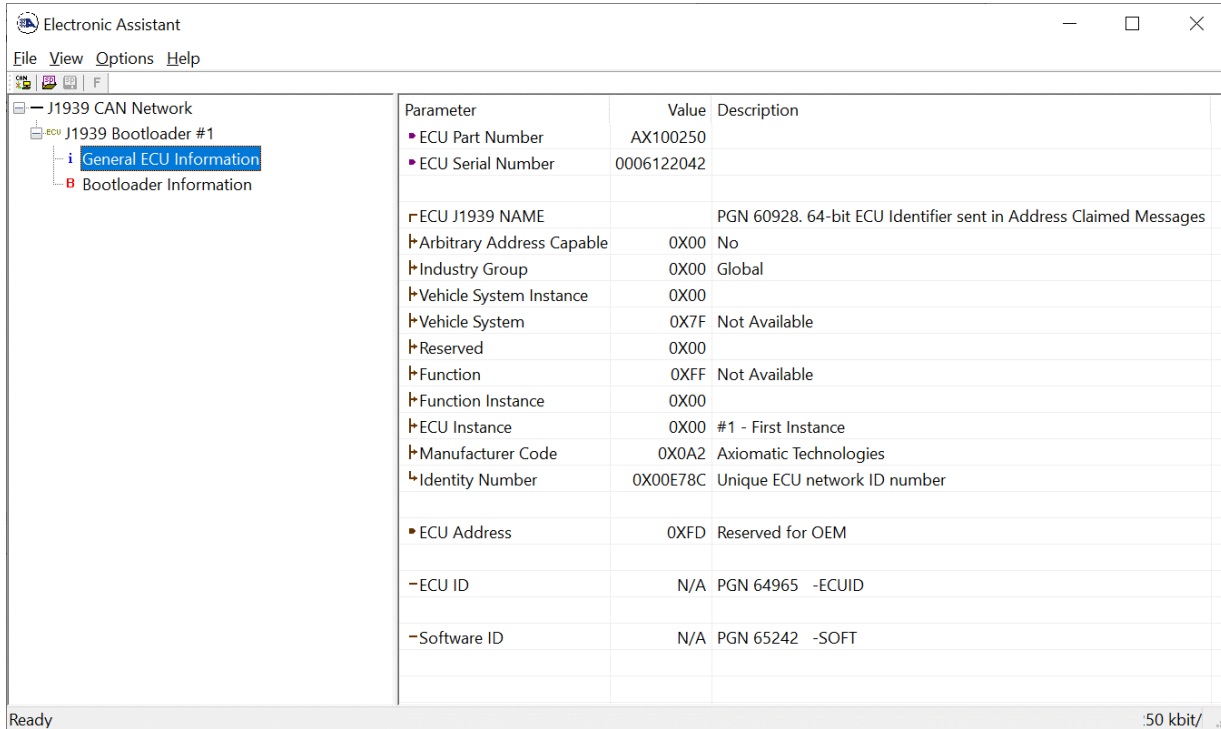 Electronic Assistant
File View Options Help
CAN F
J1939 CAN Network
ECU J1939 Bootloader #1
i General ECU Information
B Bootloader Information
Parameter Value Description
ECU Part Number AX100250
ECU Serial Number 0006122042
ECU J1939 NAME PGN 60928. 64-bit ECU Identifier sent in Address Claimed Messages
Arbitrary Address Capable 0X00 No
Industry Group 0X00 Global
Vehicle System Instance 0X00
Vehicle System 0X7F Not Available
Reserved 0X00
Function 0XFF Not Available
Function Instance 0X00
ECU Instance 0X00 #1 - First Instance
Manufacturer Code 0X0A2 Axiomatic Technologies
Identity Number 0X00E78C Unique ECU network ID number
ECU Address 0XFD Reserved for OEM
ECU ID N/A PGN 64965 -ECUID
Software ID N/A PGN 65242 -SOFT
Ready 50 kbit/